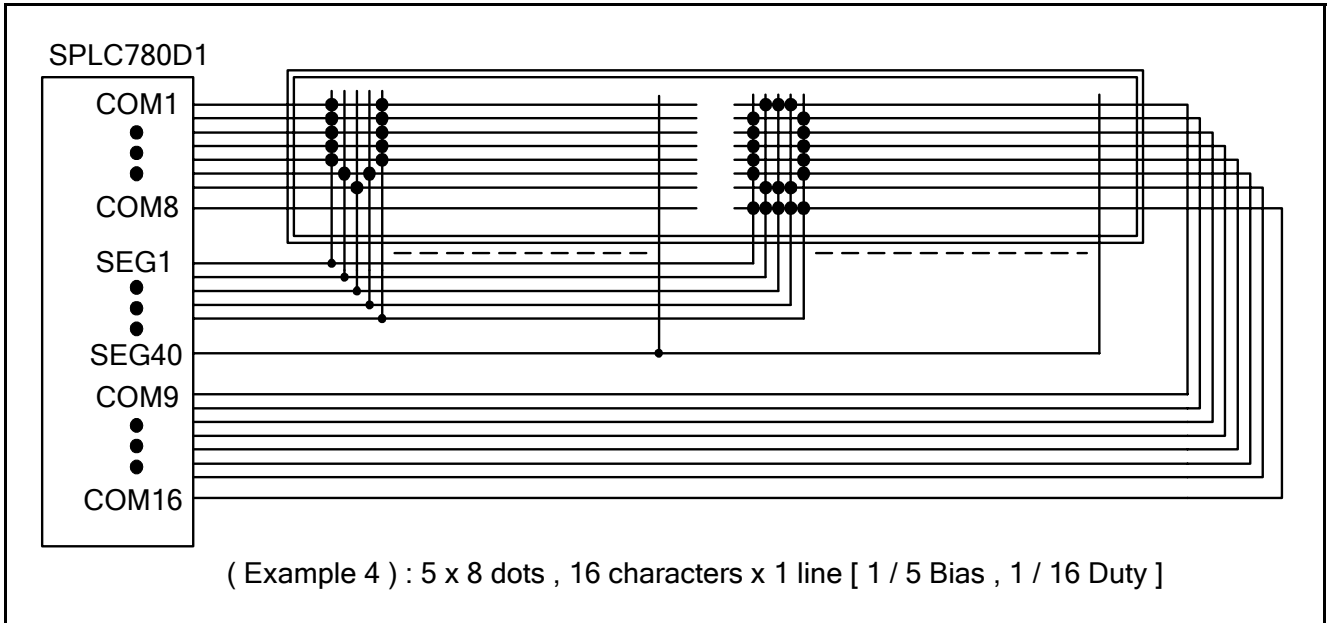 SPLC780D1
COM1
COM8
SEG1
SEG40
COM9
COM16
( Example 4 ) : 5 x 8 dots , 16 characters x 1 line [ 1 / 5 Bias , 1 / 16 Duty ]